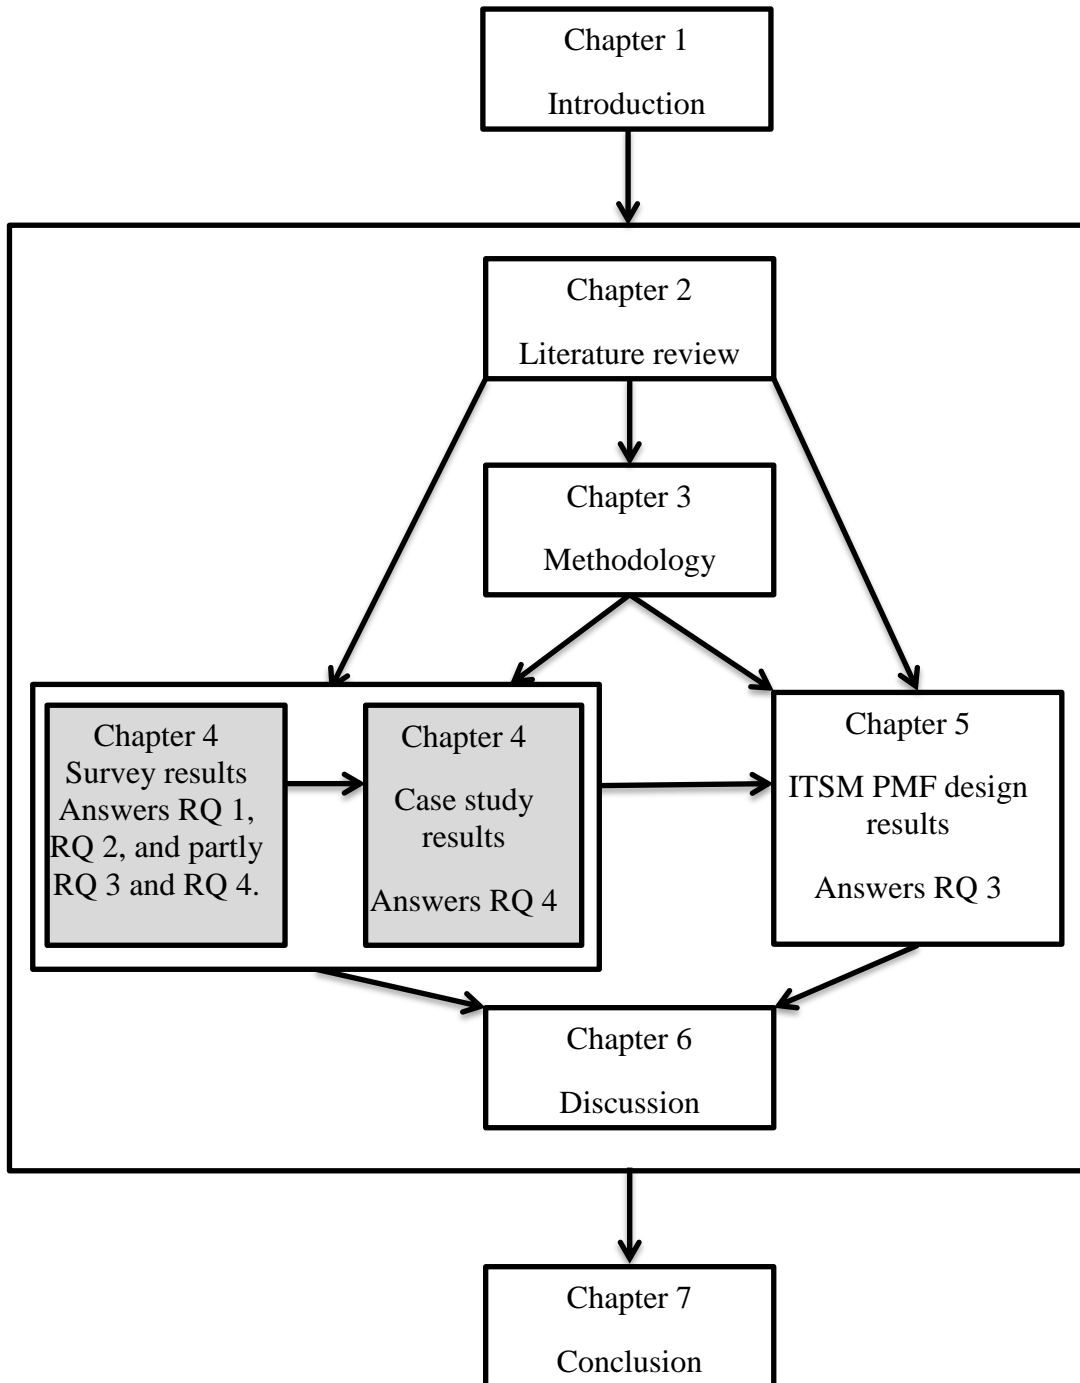 Chapter 1
Introduction
Chapter 2
Literature review
Chapter 3
Methodology
Chapter 4
Survey results
Answers RQ 1,
RQ 2, and partly
RQ 3 and RQ 4.
Chapter 4
Case study
results
Answers RQ 4
Chapter 5
ITSM PMF design
results
Answers RQ 3
Chapter 6
Discussion
Chapter 7
Conclusion